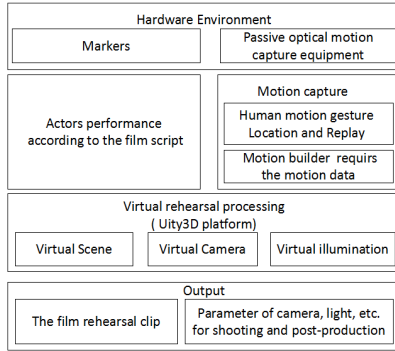 Hardware Environment
Markers
Passive optical motion
capture equipment
Actors performance
according to the film script
Motion capture
Human motion gesture
Location and Replay
Motion builder requirs
the motion data
Virtual rehearsal processing
( Uity3D platform)
Virtual Scene
Virtual Camera
Virtual illumination
Output
The film rehearsal clip
Parameter of camera, light, etc.
for shooting and post-production